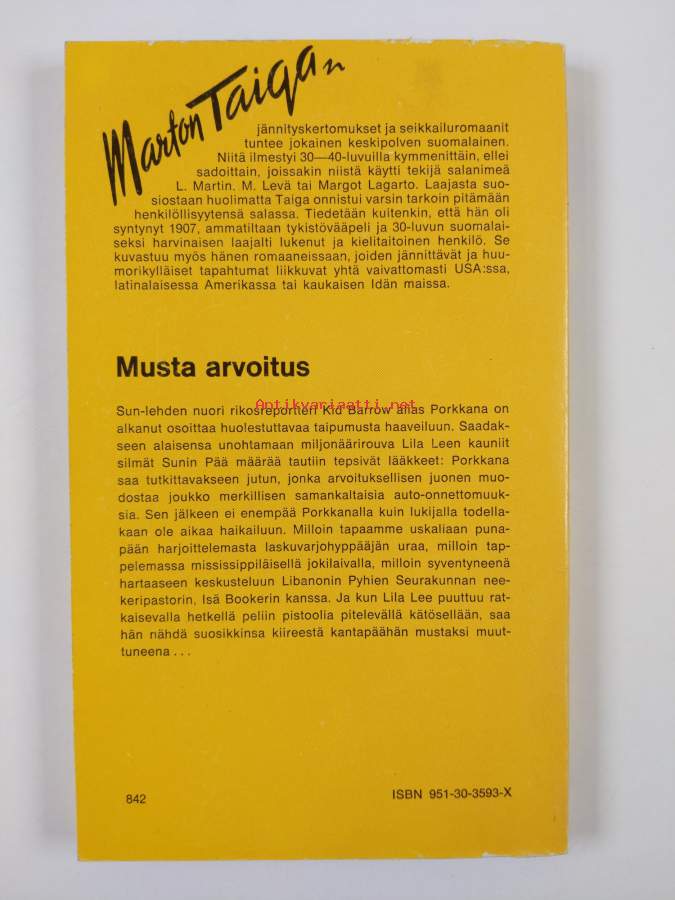 Marton Taigan
jännityskertomukset ja seikkailuromaanit
tuntee jokainen keskipolven suomalainen.
Niitä ilmestyi 30—40-luvuilla kymmenittäin, ellei
sadoittain, joissakin niistä käytti tekijä salanimeä
L. Martin. M. Levä tai Margot Lagarto. Laajasta suo-
siostaan huolimatta Taiga onnistui varsin tarkoin pitämään
henkilöllisyytensä salassa. Tiedetään kuitenkin, että hän oli
syntynyt 1907, ammatiltaan tykistövääpeli ja 30-luvun suomalai-
seksi harvinaisen laajalti lukenut ja kielitaitoinen henkilö. Se
kuvastuu myös hänen romaaneissaan, joiden jännittävät ja huu-
morikylläiset tapahtumat liikkuvat yhtä vaivattomasti USA:ssa,
latinalaisessa Amerikassa tai kaukaisen Idän maissa.
Musta arvoitus
Antikvariaatti.net
Sun-lehden nuori rikosreportteri Kid Barrow alias Porkkana on
alkanut osoittaa huolestuttavaa taipumusta haaveiluun. Saadak-
seen alaisensa unohtamaan miljonäärirouva Lila Leen kauniit
silmät Sunin Pää määrää tautiin tepsivät lääkkeet: Porkkana
saa tutkittavakseen jutun, jonka arvoituksellisen juonen muo-
dostaa joukko merkillisen samankaltaisia auto-onnettomuuk-
sia. Sen jälkeen ei enempää Porkkanalla kuin lukijalla todella-
kaan ole aikaa haikailuun. Milloin tapaamme uskaliaan puna-
pään harjoittelemasta laskuvarjohyppääjän uraa, milloin tap-
pelemassa mississippiläisellä jokilaivalla, milloin syventyneenä
hartaaseen keskusteluun Libanonin Pyhien Seurakunnan nee-
keripastorin, Isä Bookerin kanssa. Ja kun Lila Lee puuttuu rat-
kaisevalla hetkellä peliin pistoolia pitelevällä kätösellään, saa
hän nähdä suosikkinsa kiireestä kantapäähän mustaksi muut-
tuneena . . .
842
ISBN 951-30-3593-X